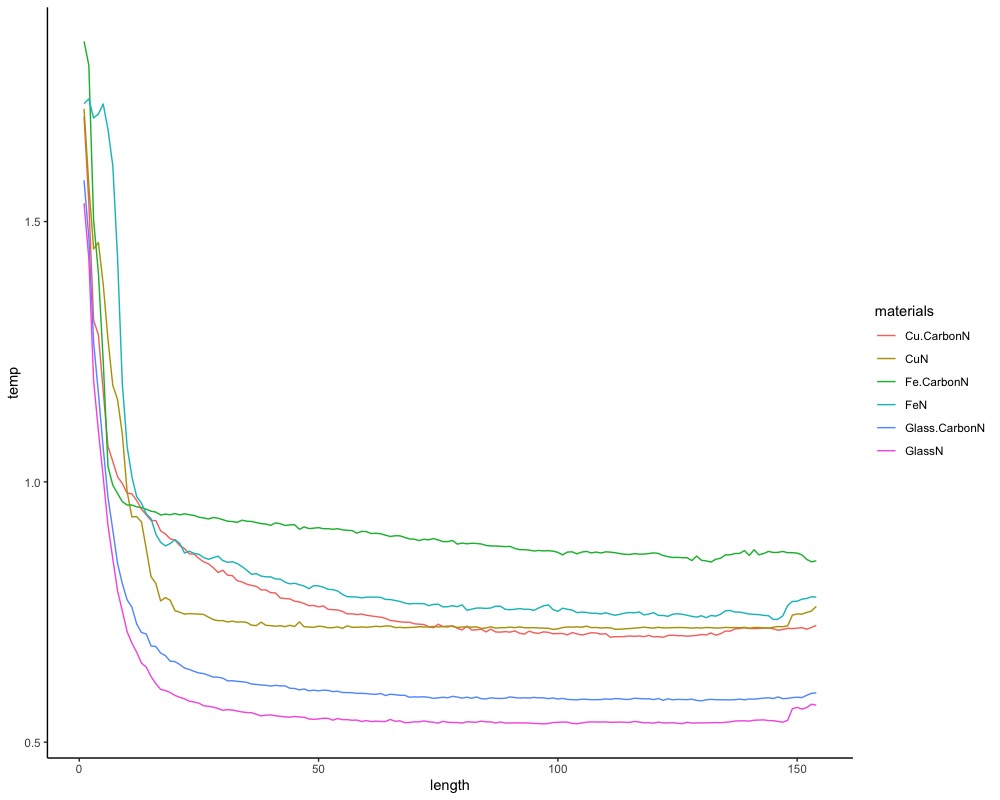 1.5
1.0
0.5
temp
0
50
100
150
length
materials
Cu.CarbonN
CuN
Fe.CarbonN
FeN
Glass.CarbonN
GlassN